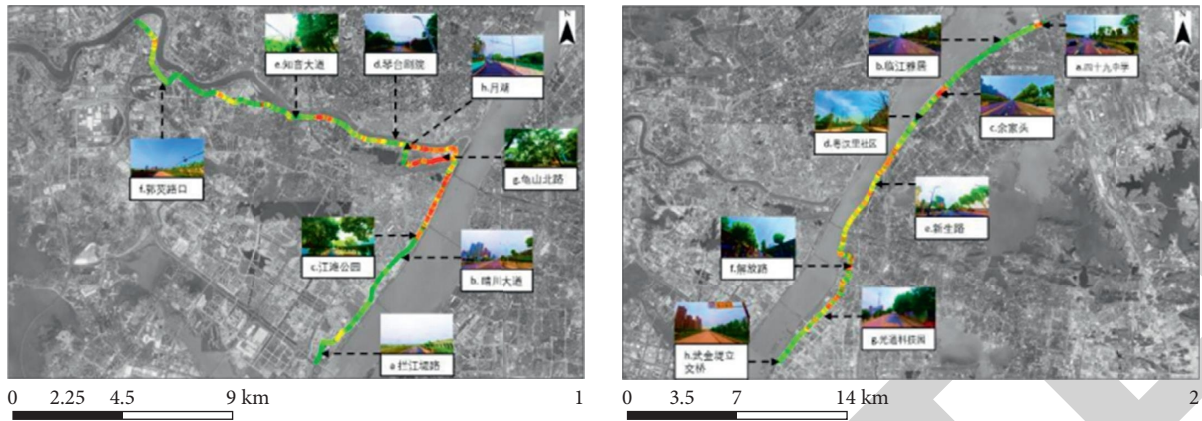 e.知音大道
d.琴台剧院
h.月湖
g.龟山北路
f.郭茨路口
c.江滩公园
b.晴川大道
a拦江堤路
0 2.25 4.5 9 km
1
b.临江雅居
a.四十九中学
c.余家头
d.粤汉里社区
e.新生路
f.解放路
g.光遁科技园
h.武金堤立
交桥
0 3.5 7 14 km
2